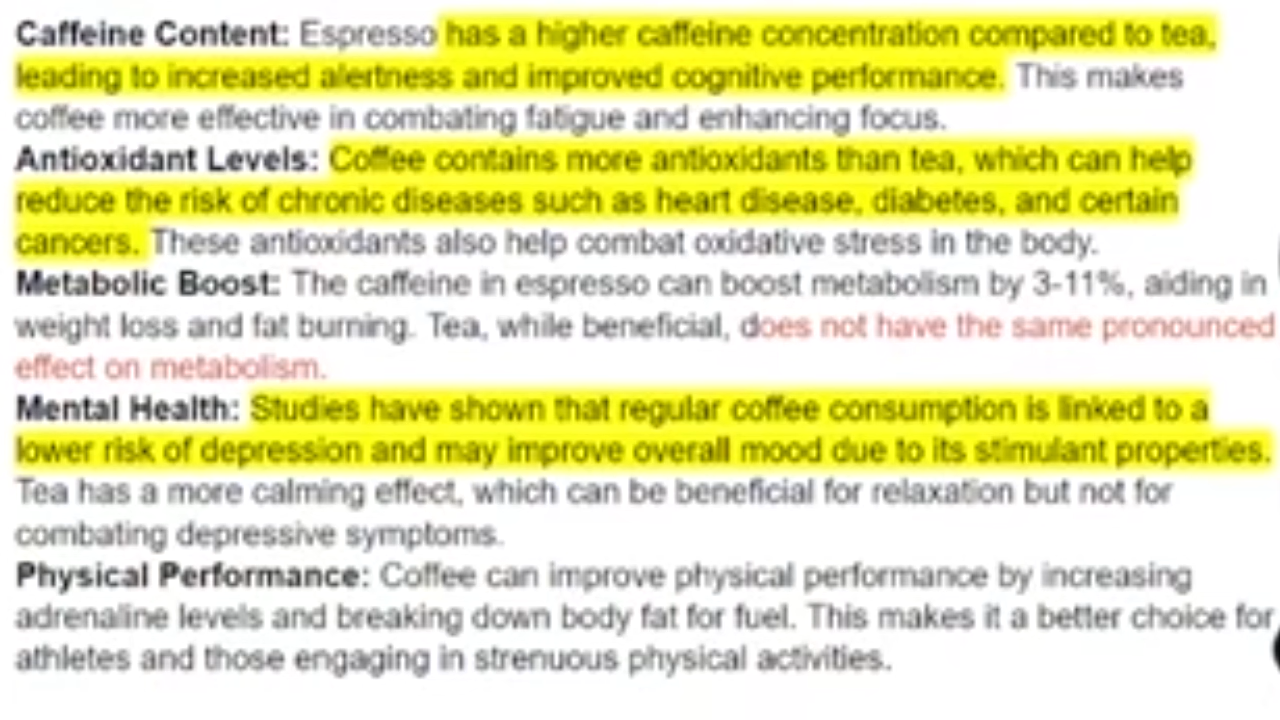 Caffeine Content: Espresso has a higher caffeine concentration compared to tea,
leading to increased alertness and improved cognitive performance. This makes
coffee more effective in combating fatigue and enhancing focus.
Antioxidant Levels: Coffee contains more antioxidants than tea, which can help
reduce the risk of chronic diseases such as heart disease, diabetes, and certain
cancers. These antioxidants also help combat oxidative stress in the body.
Metabolic Boost: The caffeine in espresso can boost metabolism by 3-11%, aiding in
weight loss and fat burning. Tea, while beneficial, does not have the same pronounced
effect on metabolism.
Mental Health: Studies have shown that regular coffee consumption is linked to a
lower risk of depression and may improve overall mood due to its stimulant properties.
Tea has a more calming effect, which can be beneficial for relaxation but not for
combating depressive symptoms.
Physical Performance: Coffee can improve physical performance by increasing
adrenaline levels and breaking down body fat for fuel. This makes it a better choice for
athletes and those engaging in strenuous physical activities.